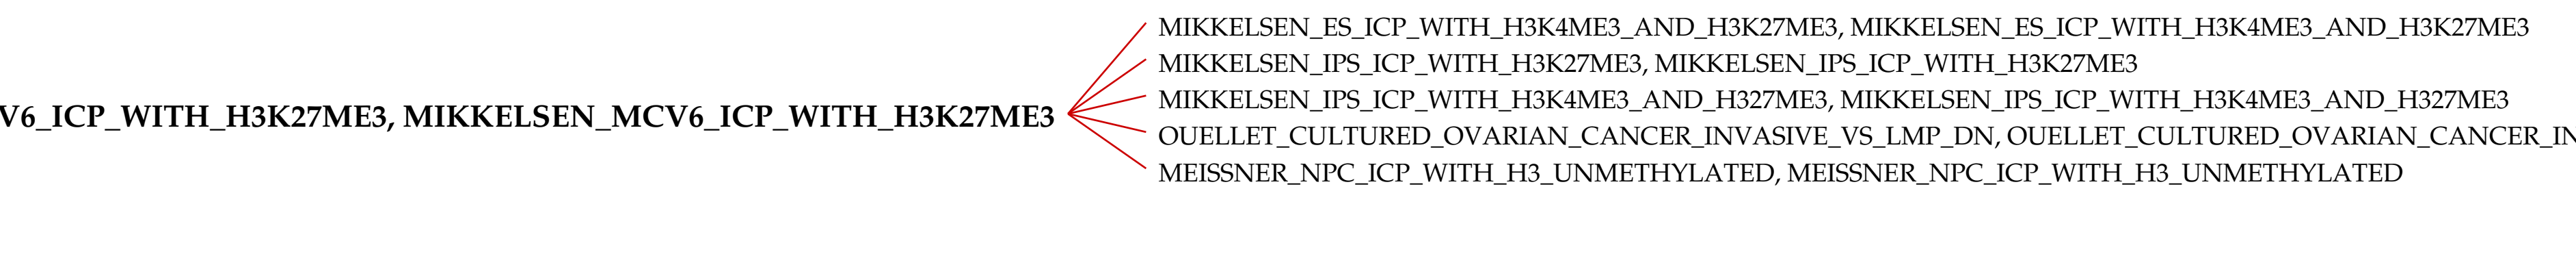 MIKKELSEN_ES_ICP_WITH_H3K4ME3_AND_H3K27ME3, MIKKELSEN_ES_ICP_WITH_H3K4ME3_AND_H3K27ME3
MIKKELSEN_IPS_ICP_WITH_H3K27ME3, MIKKELSEN_IPS_ICP_WITH_H3K27ME3
MIKKELSEN_IPS_ICP_WITH_H3K4ME3_AND_H327ME3, MIKKELSEN_IPS_ICP_WITH_H3K4ME3_AND_H327ME3
V6_ICP_WITH_H3K27ME3, MIKKELSEN_MCV6_ICP_WITH_H3K27ME3
OUELLET_CULTURED_OVARIAN_CANCER_INVASIVE_VS_LMP_DN, OUELLET_CULTURED_OVARIAN_CANCER_IN
MEISSNER_NPC_ICP_WITH_H3_UNMETHYLATED, MEISSNER_NPC_ICP_WITH_H3_UNMETHYLATED